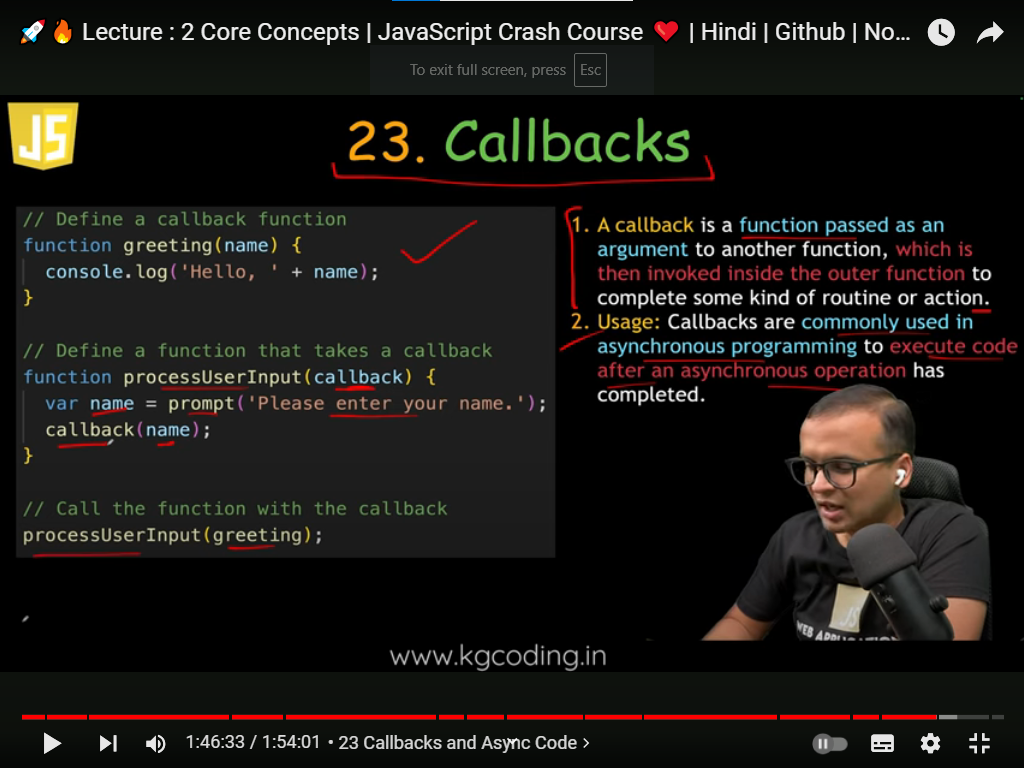 🚀🔥 Lecture : 2 Core Concepts | JavaScript Crash Course ❤️ | Hindi | Github | No...
To exit full screen, press Esc
JS
23. Callbacks
// Define a callback function
function greeting(name) {
console.log('Hello, ' + name);
}
// Define a function that takes a callback
function processUserInput(callback) {
var name = prompt('Please enter your name.');
callback(name);
}
// Call the function with the callback
processUserInput(greeting);
1. A callback is a function passed as an
argument to another function, which is
then invoked inside the outer function to
complete some kind of routine or action.
2. Usage: Callbacks are commonly used in
asynchronous programming to execute code
after an asynchronous operation has
completed.
JS
www.kgcoding.in
1:46:33 / 1:54:01 • 23 Callbacks and Async Code ›